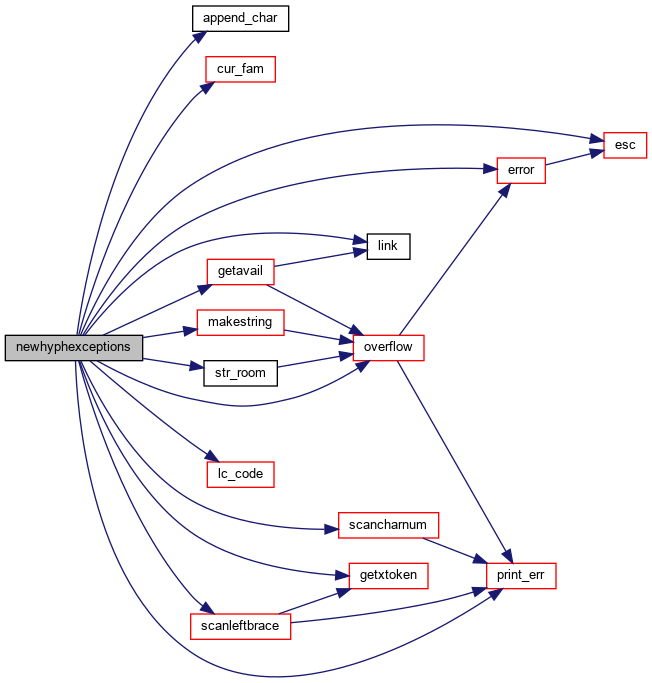 append_char
cur_fam
esc
error
link
getavail
makestring
newhyphexceptions
overflow
str_room
lc_code
scancharnum
getxtoken
print_err
scanleftbrace